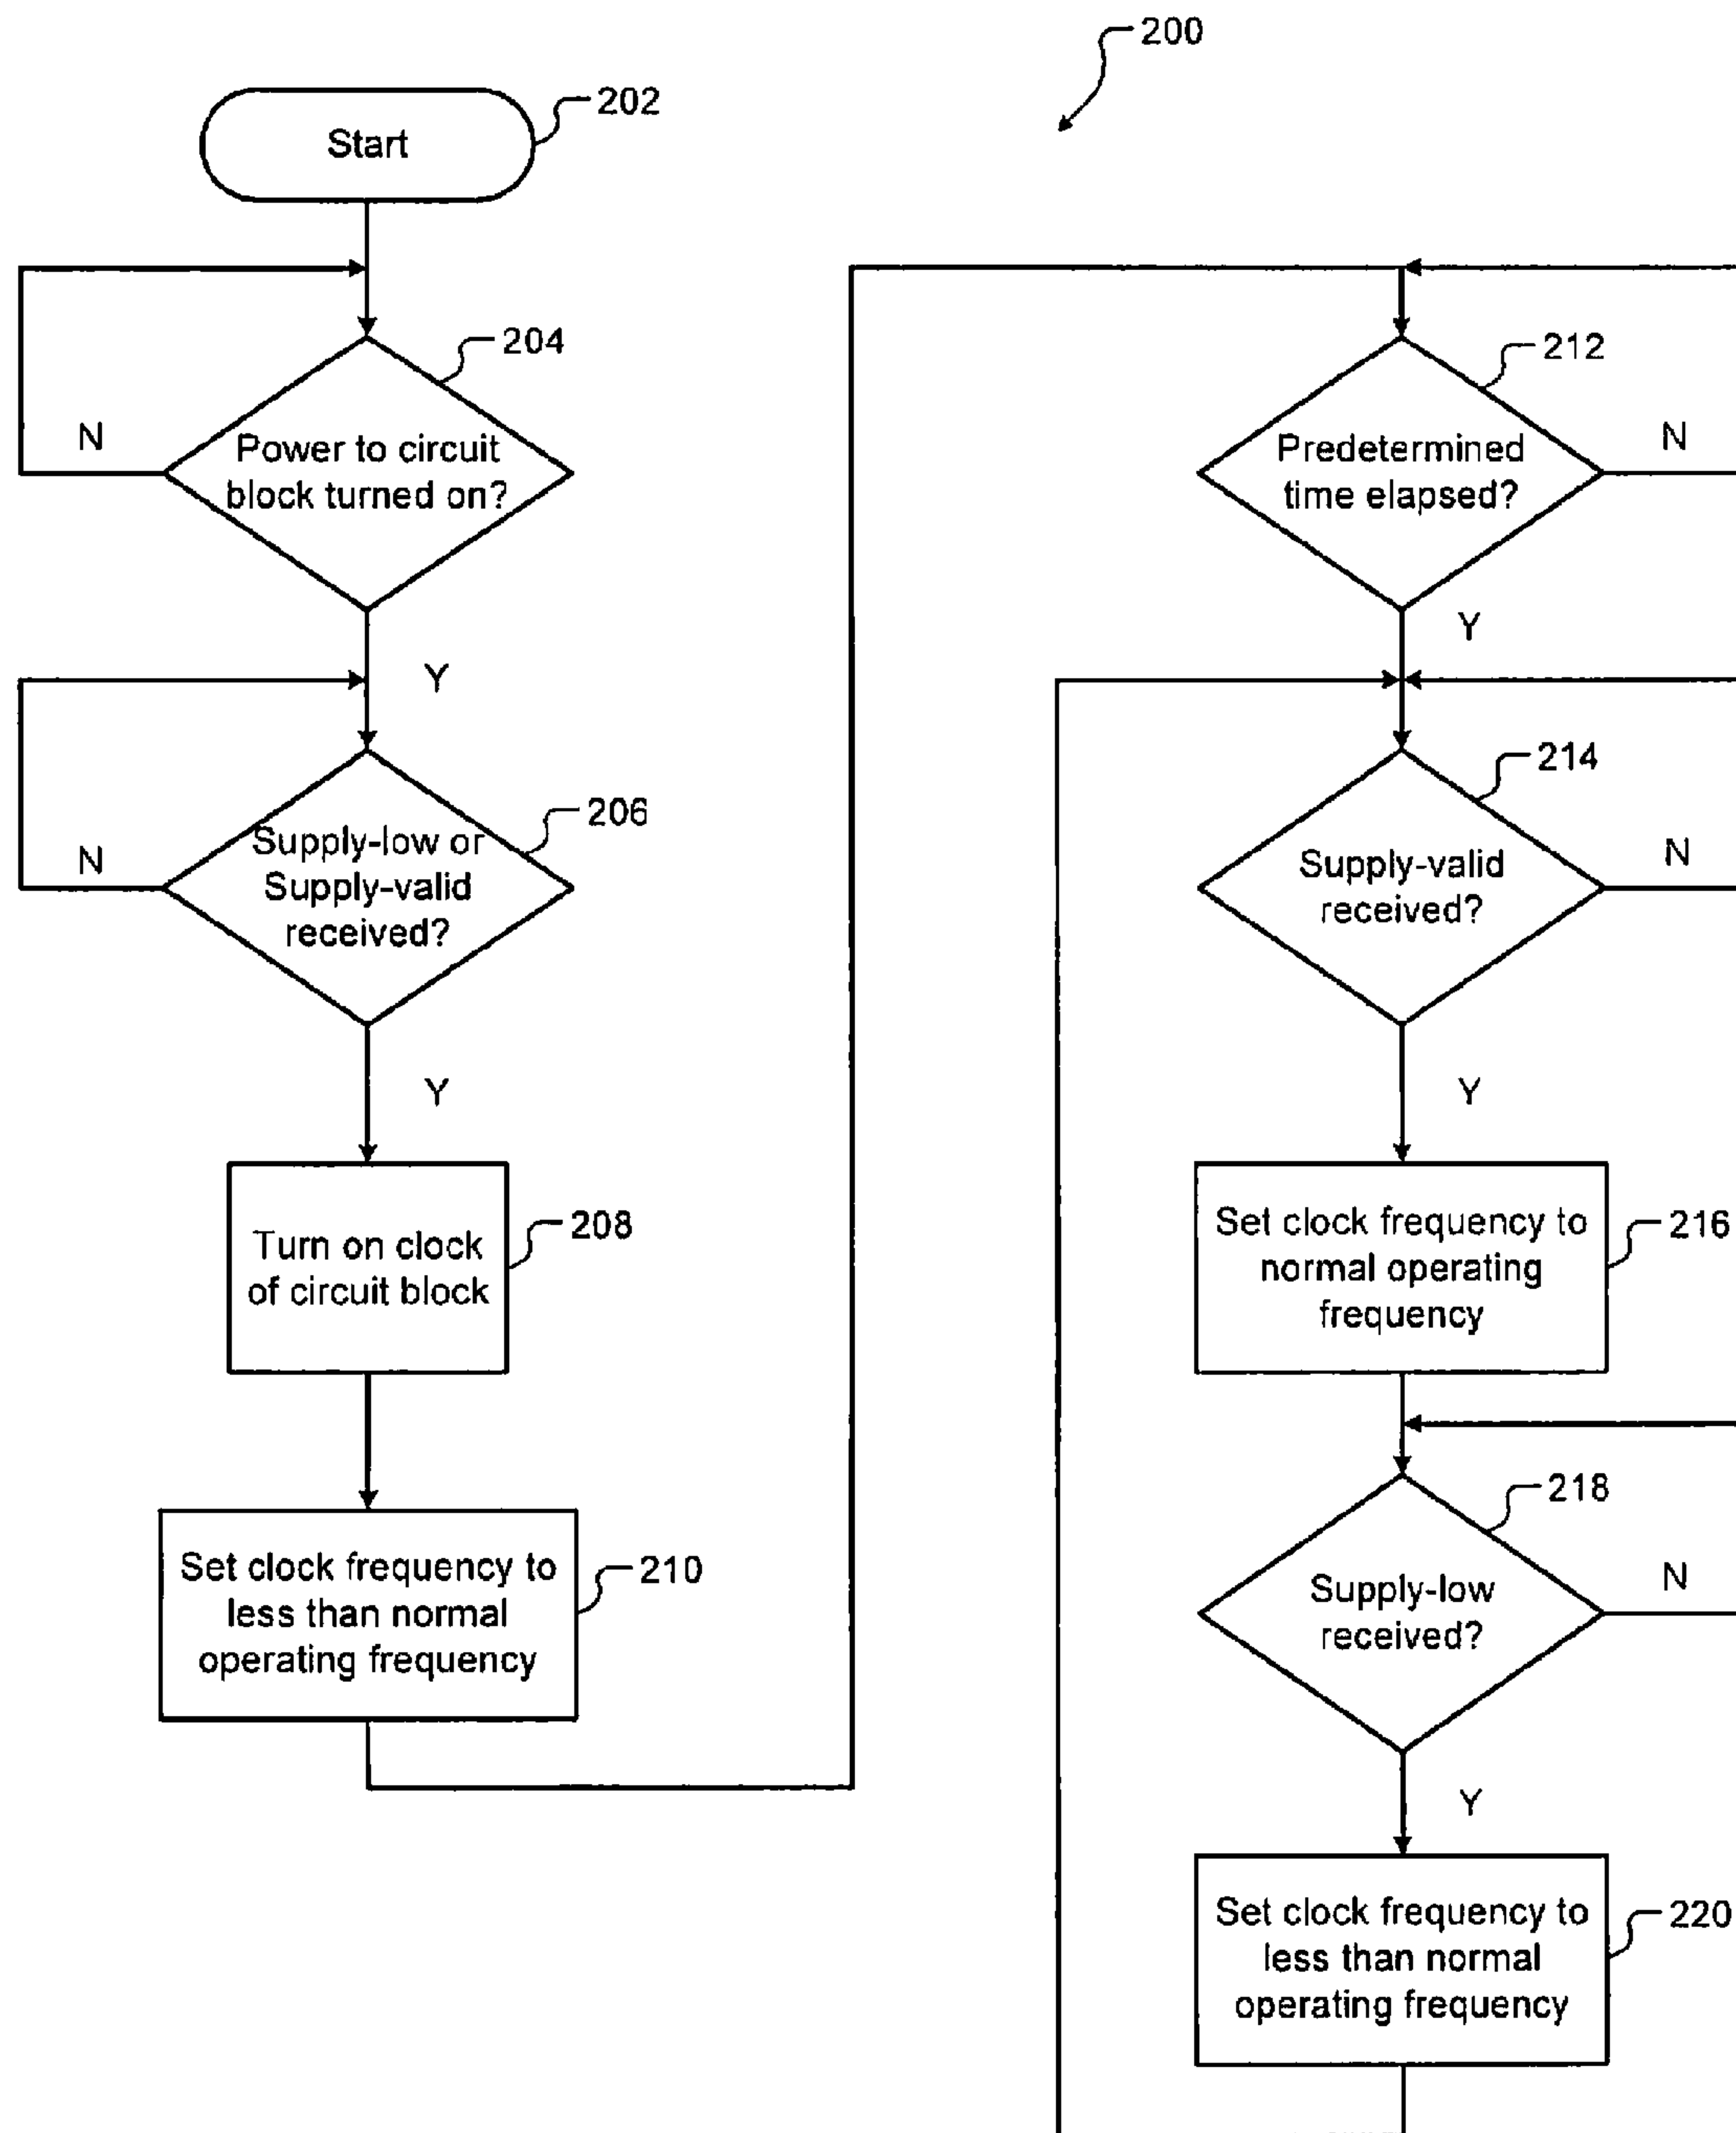 200
Start
202
204
Power to circuit
block turned on?
N
Y
206
Supply-low or
Supply-valid
received?
N
Y
Turn on clock
of circuit block
208
Set clock frequency to
less than normal
operating frequency
210
212
Predetermined
time elapsed?
N
Y
214
Supply-valid
received?
N
Y
Set clock frequency to
normal operating
frequency
216
218
Supply-low
received?
N
Y
Set clock frequency to
less than normal
operating frequency
220